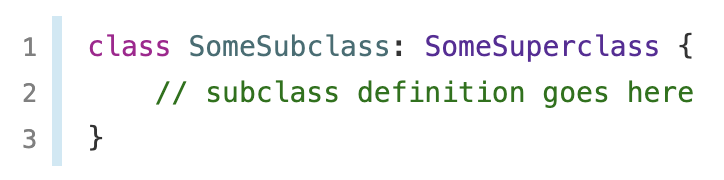 1 class SomeSubclass: SomeSuperclass {
2     // subclass definition goes here
3 }